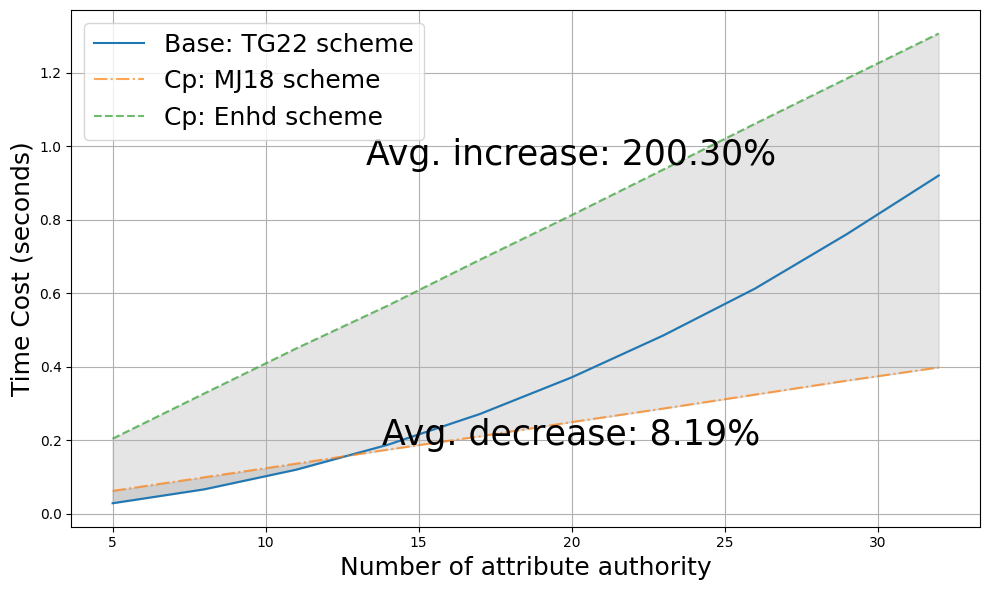 Base: TG22 scheme
Cp: MJ18 scheme
Cp: Enhd scheme
Avg. increase: 200.30%
Avg. decrease: 8.19%
Time Cost (seconds)
1.2
1.0
0.8
0.6
0.4
0.2
0.0
5 10 15 20 25 30
Number of attribute authority